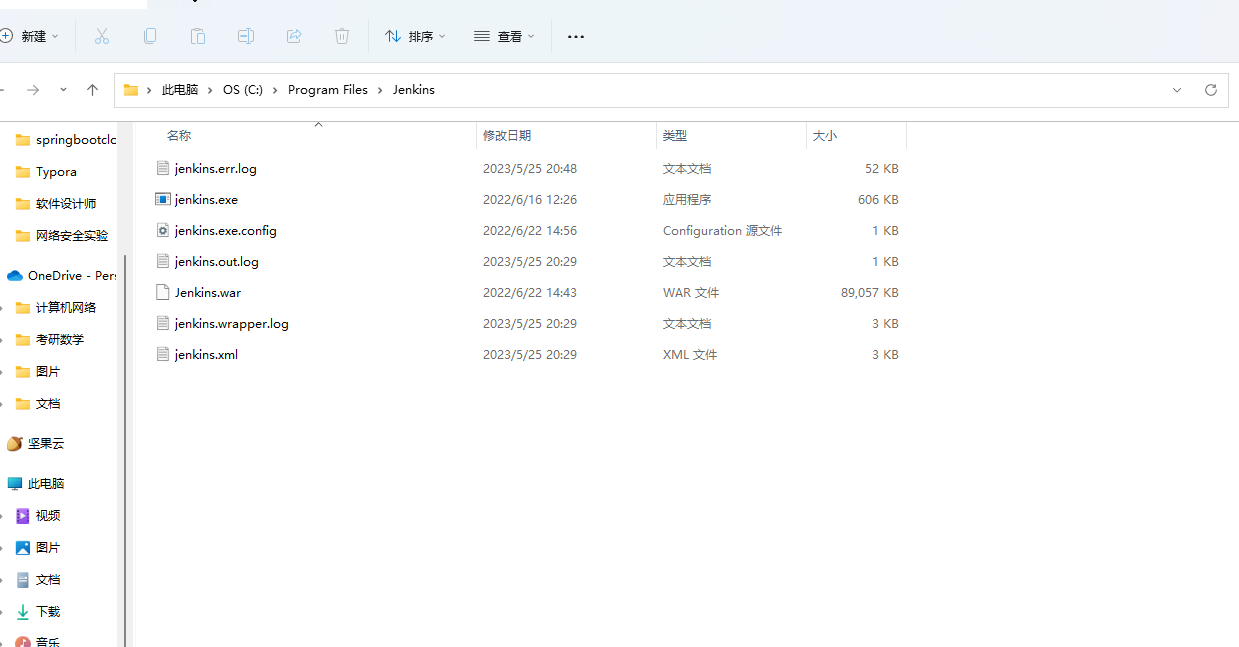 新建 排序 查看 ...
此电脑 > OS (C:) > Program Files > Jenkins
名称 修改日期 类型 大小
jenkins.err.log 2023/5/25 20:48 文本文档 52 KB
jenkins.exe 2022/6/16 12:26 应用程序 606 KB
jenkins.exe.config 2022/6/22 14:56 Configuration 源文件 1 KB
jenkins.out.log 2023/5/25 20:29 文本文档 1 KB
Jenkins.war 2022/6/22 14:43 WAR 文件 89,057 KB
jenkins.wrapper.log 2023/5/25 20:29 文本文档 3 KB
jenkins.xml 2023/5/25 20:29 XML 文件 3 KB
springbootclo
Typora
软件设计师
网络安全实验
OneDrive - Pers
计算机网络
考研数学
图片
文档
坚果云
此电脑
视频
图片
文档
下载
音乐